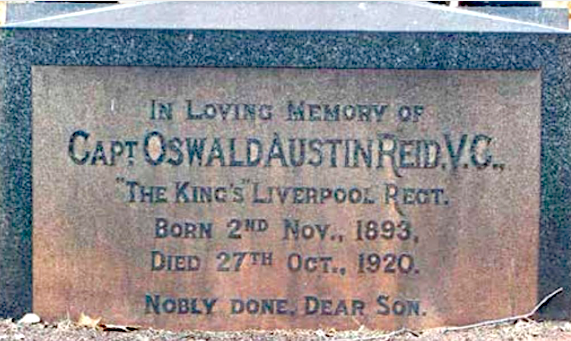 In Loving Memory of
Capt Oswald Austin Reid. V.C.,
"The King's" Liverpool Regt.
Born 2nd Nov., 1893,
Died 27th Oct., 1920.
Nobly done, Dear Son.